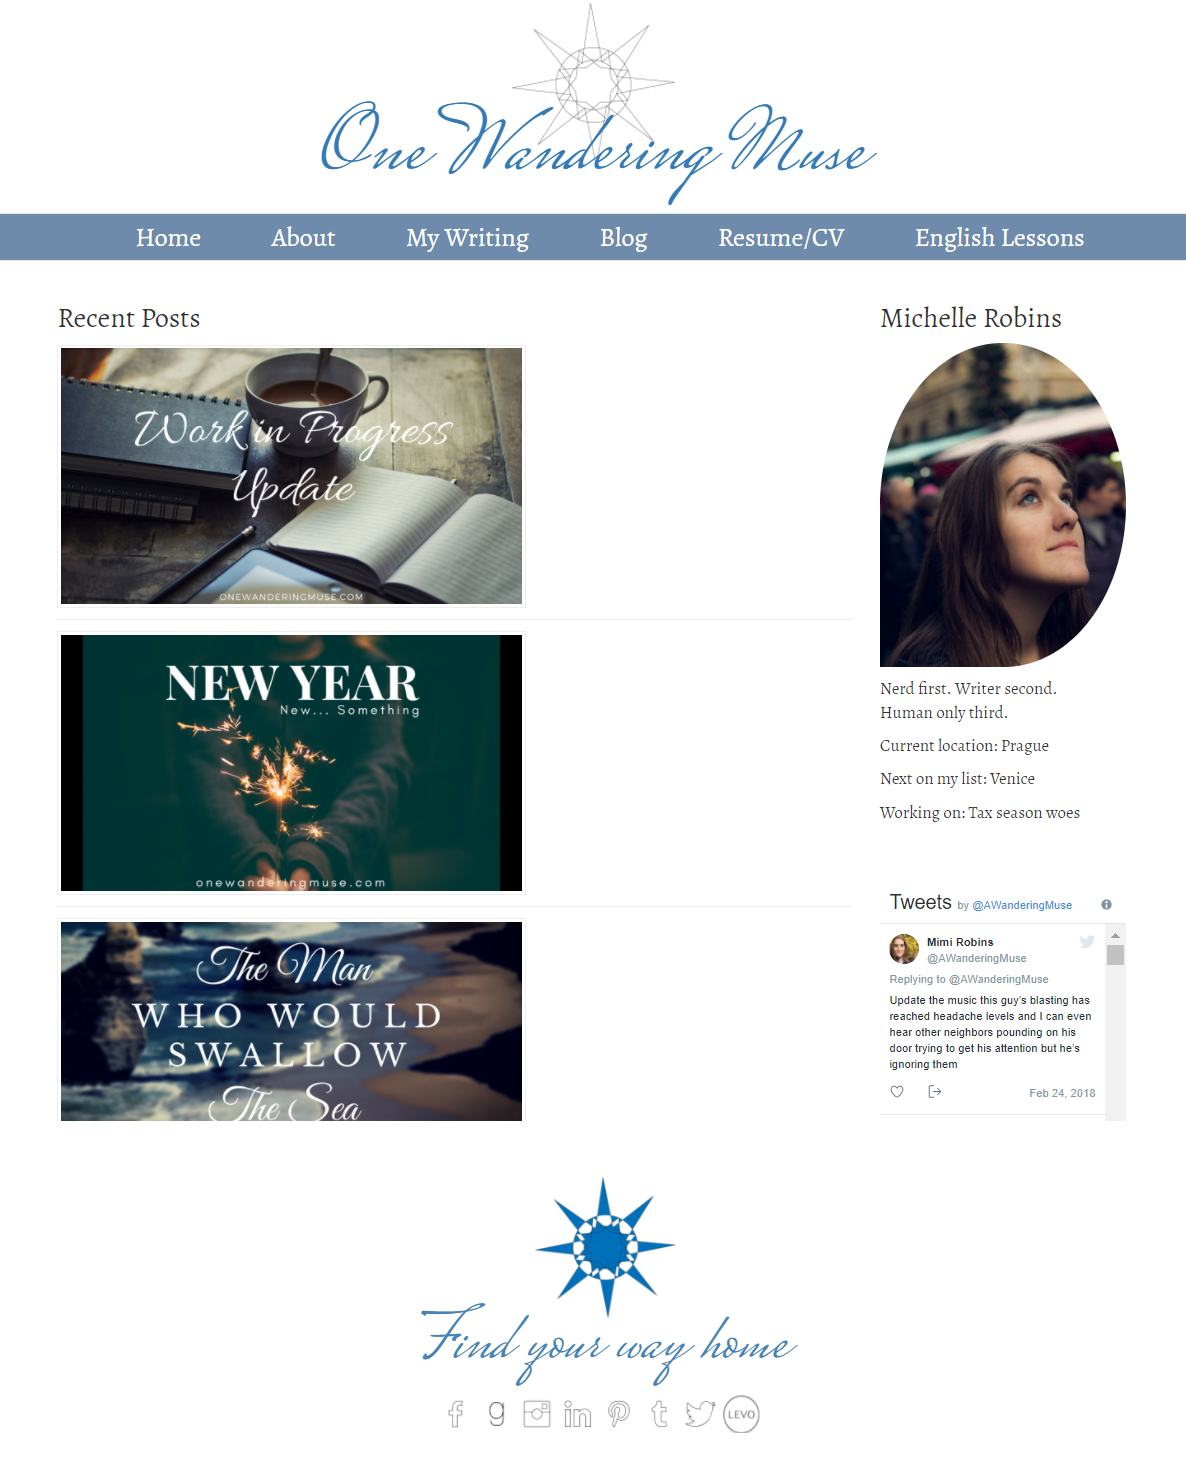 One Wandering Muse
Home About My Writing Blog Resume/CV English Lessons
Recent Posts
Work in Progress
Update
ONEWANDERINGMUSE.COM
NEW YEAR
New... Something
onewanderingmuse.com
The Man
WHO WOULD
SWALLOW
The Sea
Michelle Robins
Nerd first. Writer second.
Human only third.
Current location: Prague
Next on my list: Venice
Working on: Tax season woes
Tweets by @AWanderingMuse
Mimi Robins
@AWanderingMuse
Replying to @AWanderingMuse
Update the music this guy's blasting has
reached headache levels and I can even
hear other neighbors pounding on his
door trying to get his attention but he's
ignoring them
Feb 24, 2018
Find your way home
LEVO